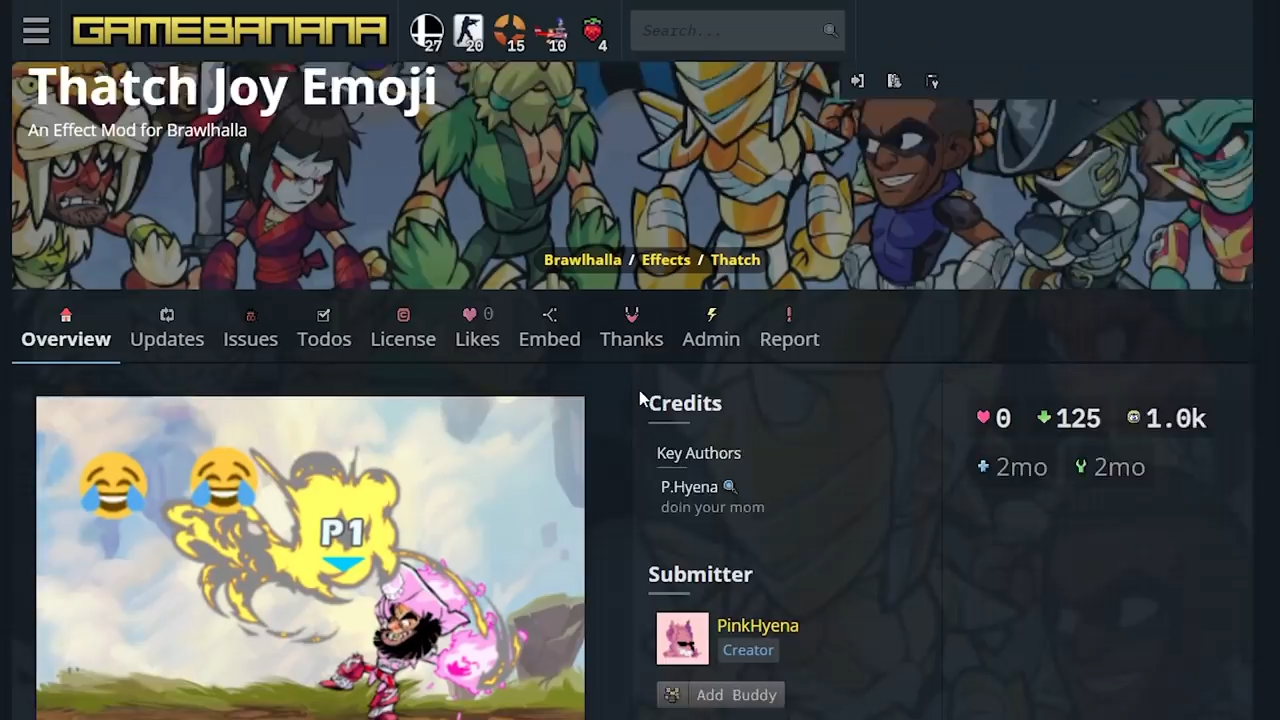 GAMEBANANA
27
20
15
10
4
Search...
Thatch Joy Emoji
An Effect Mod for Brawlhalla
Brawlhalla / Effects / Thatch
0
Overview
Updates
Issues
Todos
License
Likes
Embed
Thanks
Admin
Report
P1
Credits
Key Authors
P.Hyena
doin your mom
Submitter
PinkHyena
Creator
Add Buddy
0
125
1.0k
2mo
2mo